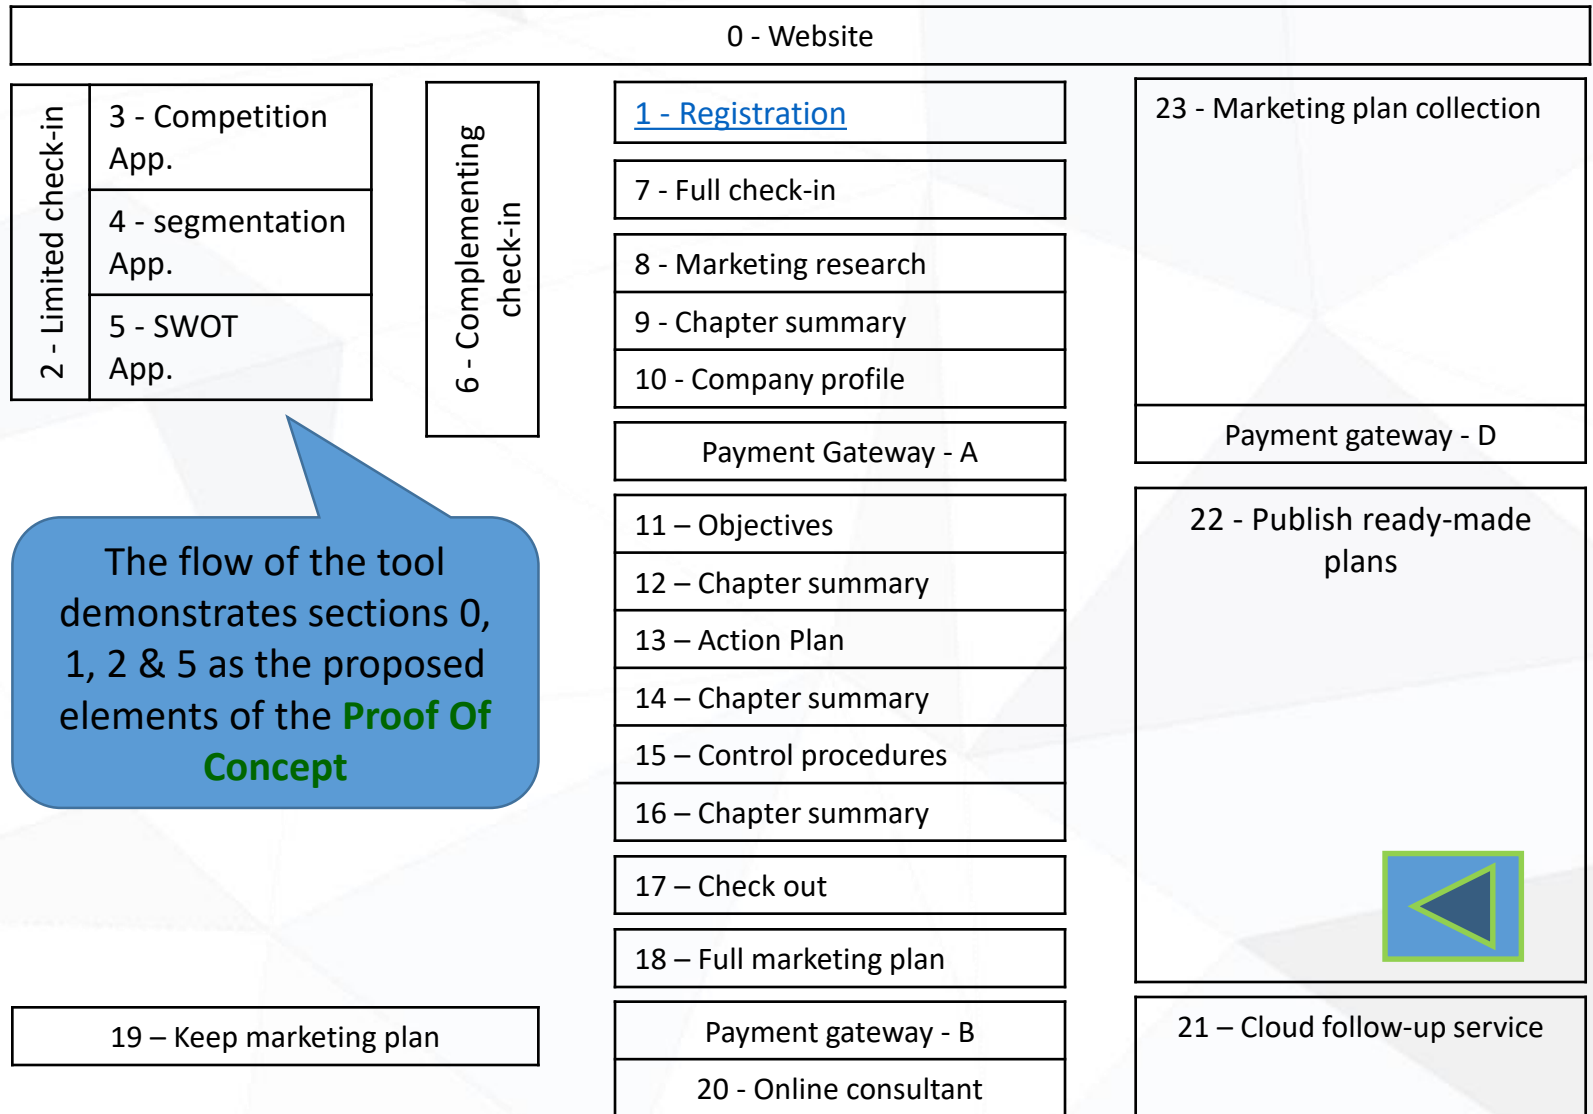 0 - Website
2 - Limited check-in
3 - Competition
App.
4 - segmentation
App.
5 - SWOT
App.
6 - Complementing
check-in
The flow of the tool
demonstrates sections 0,
1, 2 & 5 as the proposed
elements of the Proof Of
Concept
19 – Keep marketing plan
1 - Registration
7 - Full check-in
8 - Marketing research
9 - Chapter summary
10 - Company profile
Payment Gateway - A
11 – Objectives
12 – Chapter summary
13 – Action Plan
14 – Chapter summary
15 – Control procedures
16 – Chapter summary
17 – Check out
18 – Full marketing plan
Payment gateway - B
20 - Online consultant
23 - Marketing plan collection
Payment gateway - D
22 - Publish ready-made
plans
21 – Cloud follow-up service